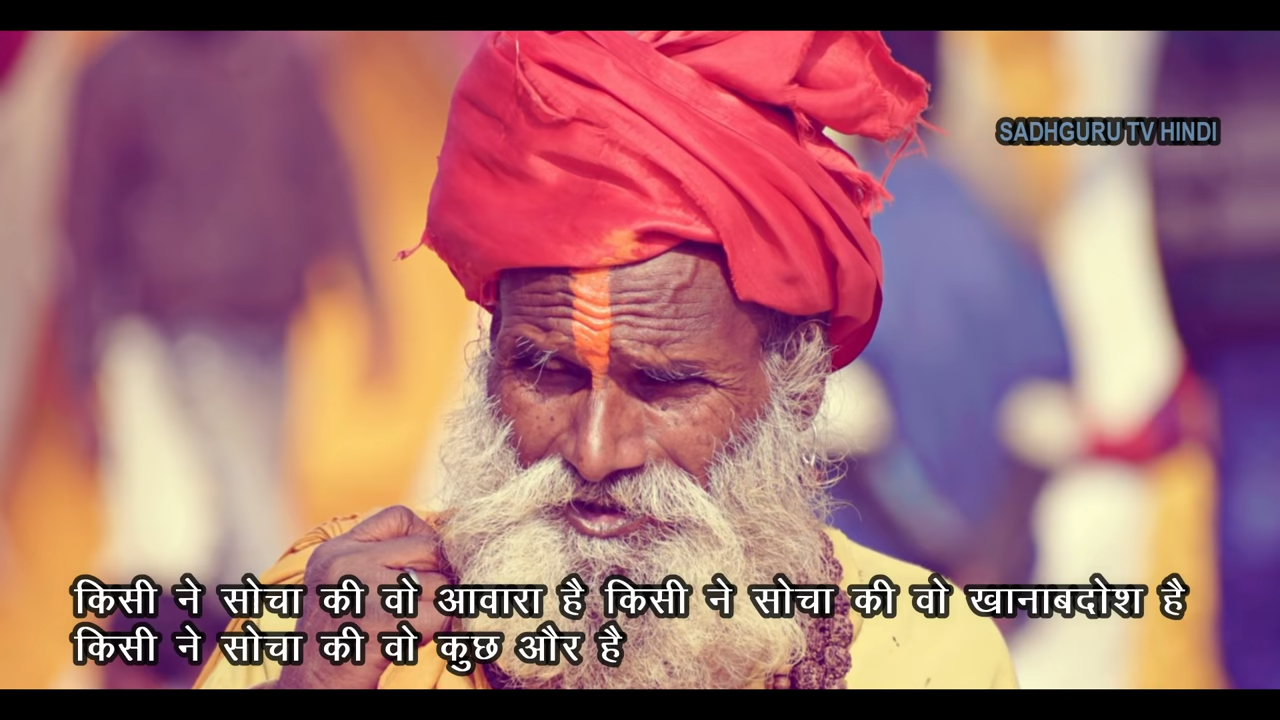 SADHGURU TV HINDI
किसी ने सोचा की वो आवारा है किसी ने सोचा की वो खानाबदोश है
किसी ने सोचा की वो कुछ और है